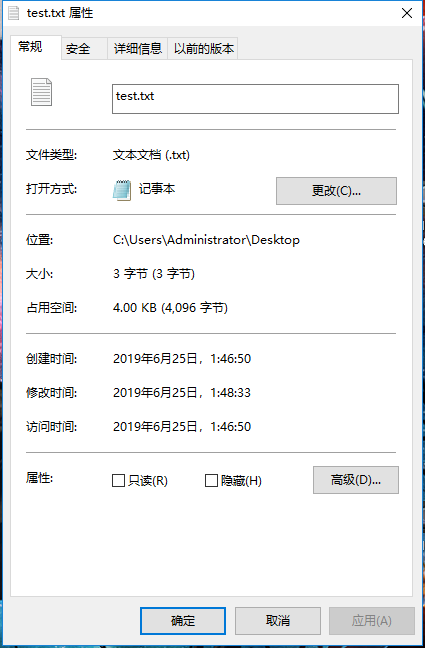 test.txt 属性
常规 安全 详细信息 以前的版本
test.txt
文件类型: 文本文档 (.txt)
打开方式: 记事本 更改(C)...
位置: C:\Users\Administrator\Desktop
大小: 3 字节 (3 字节)
占用空间: 4.00 KB (4,096 字节)
创建时间: 2019年6月25日，1:46:50
修改时间: 2019年6月25日，1:48:33
访问时间: 2019年6月25日，1:46:50
属性: 只读(R) 隐藏(H) 高级(D)...
确定 取消 应用(A)